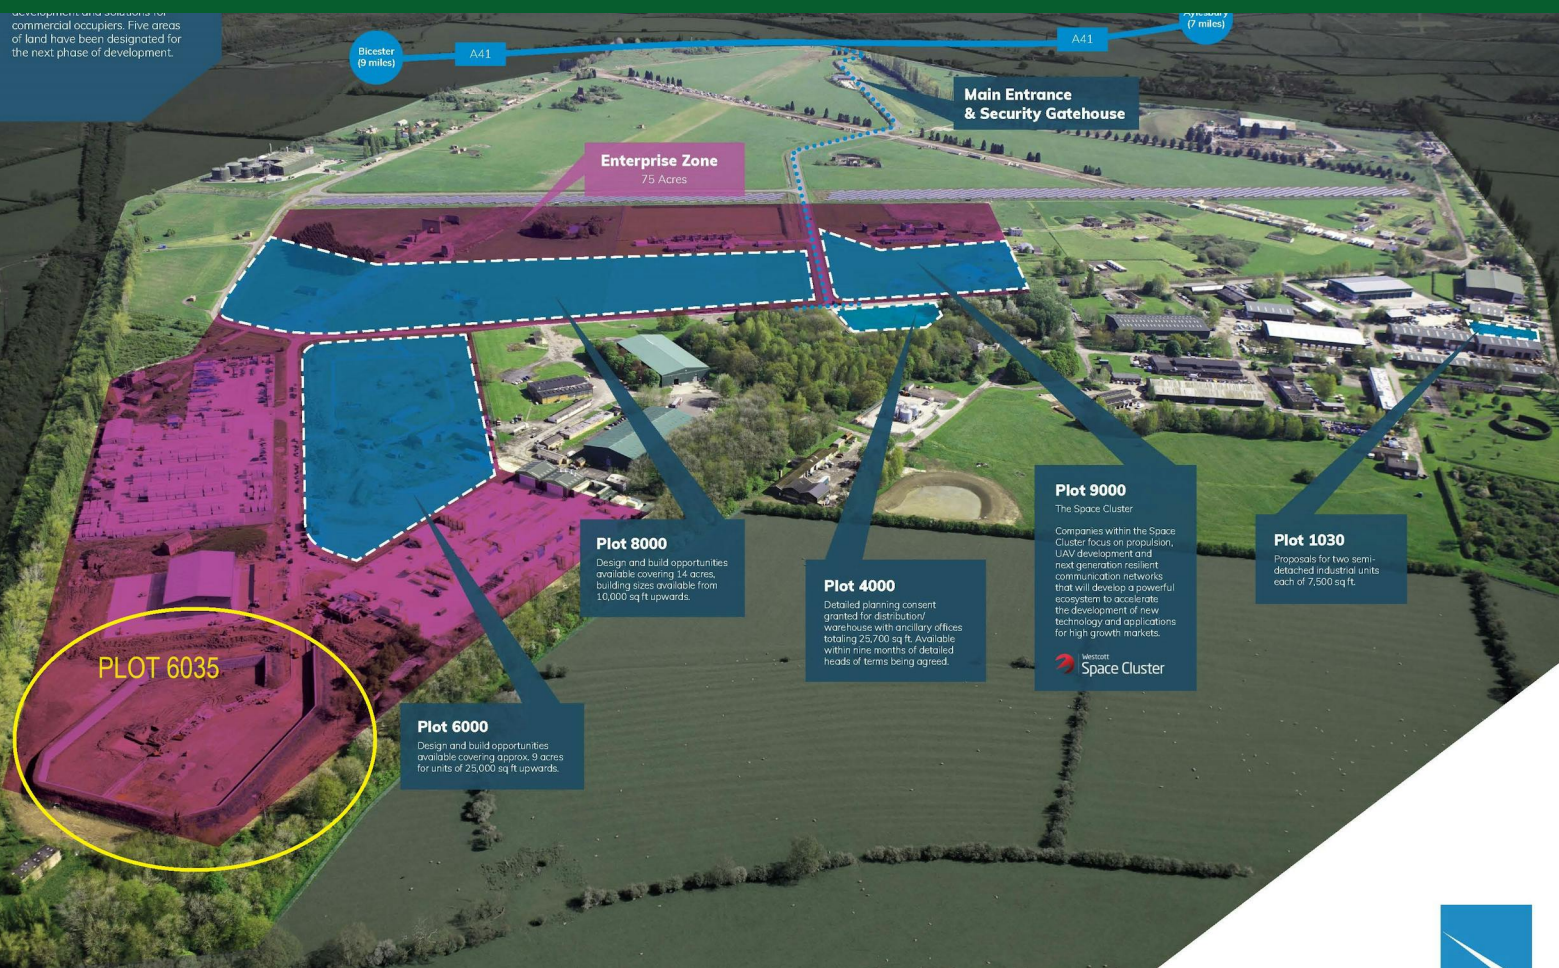 development and solutions for
commercial occupiers. Five areas
of land have been designated for
the next phase of development.
Bicester
(9 miles)
A41
A41
Aylesbury
(7 miles)
Main Entrance
& Security Gatehouse
Enterprise Zone
75 Acres
Plot 8000
Design and build opportunities
available covering 14 acres,
building sizes available from
10,000 sq ft upwards.
Plot 4000
Detailed planning consent
granted for distribution/
warehouse with ancillary offices
totaling 25,700 sq ft. Available
within nine months of detailed
heads of terms being agreed.
Plot 9000
The Space Cluster
Companies within the Space
Cluster focus on propulsion,
UAV development and
next generation resilient
communication networks
that will develop a powerful
ecosystem to accelerate
the development of new
technology and applications
for high growth markets.
Westcott
Space Cluster
Plot 1030
Proposals for two semi-
detached industrial units
each of 7,500 sq ft.
PLOT 6035
Plot 6000
Design and build opportunities
available covering approx. 9 acres
for units of 25,000 sq ft upwards.